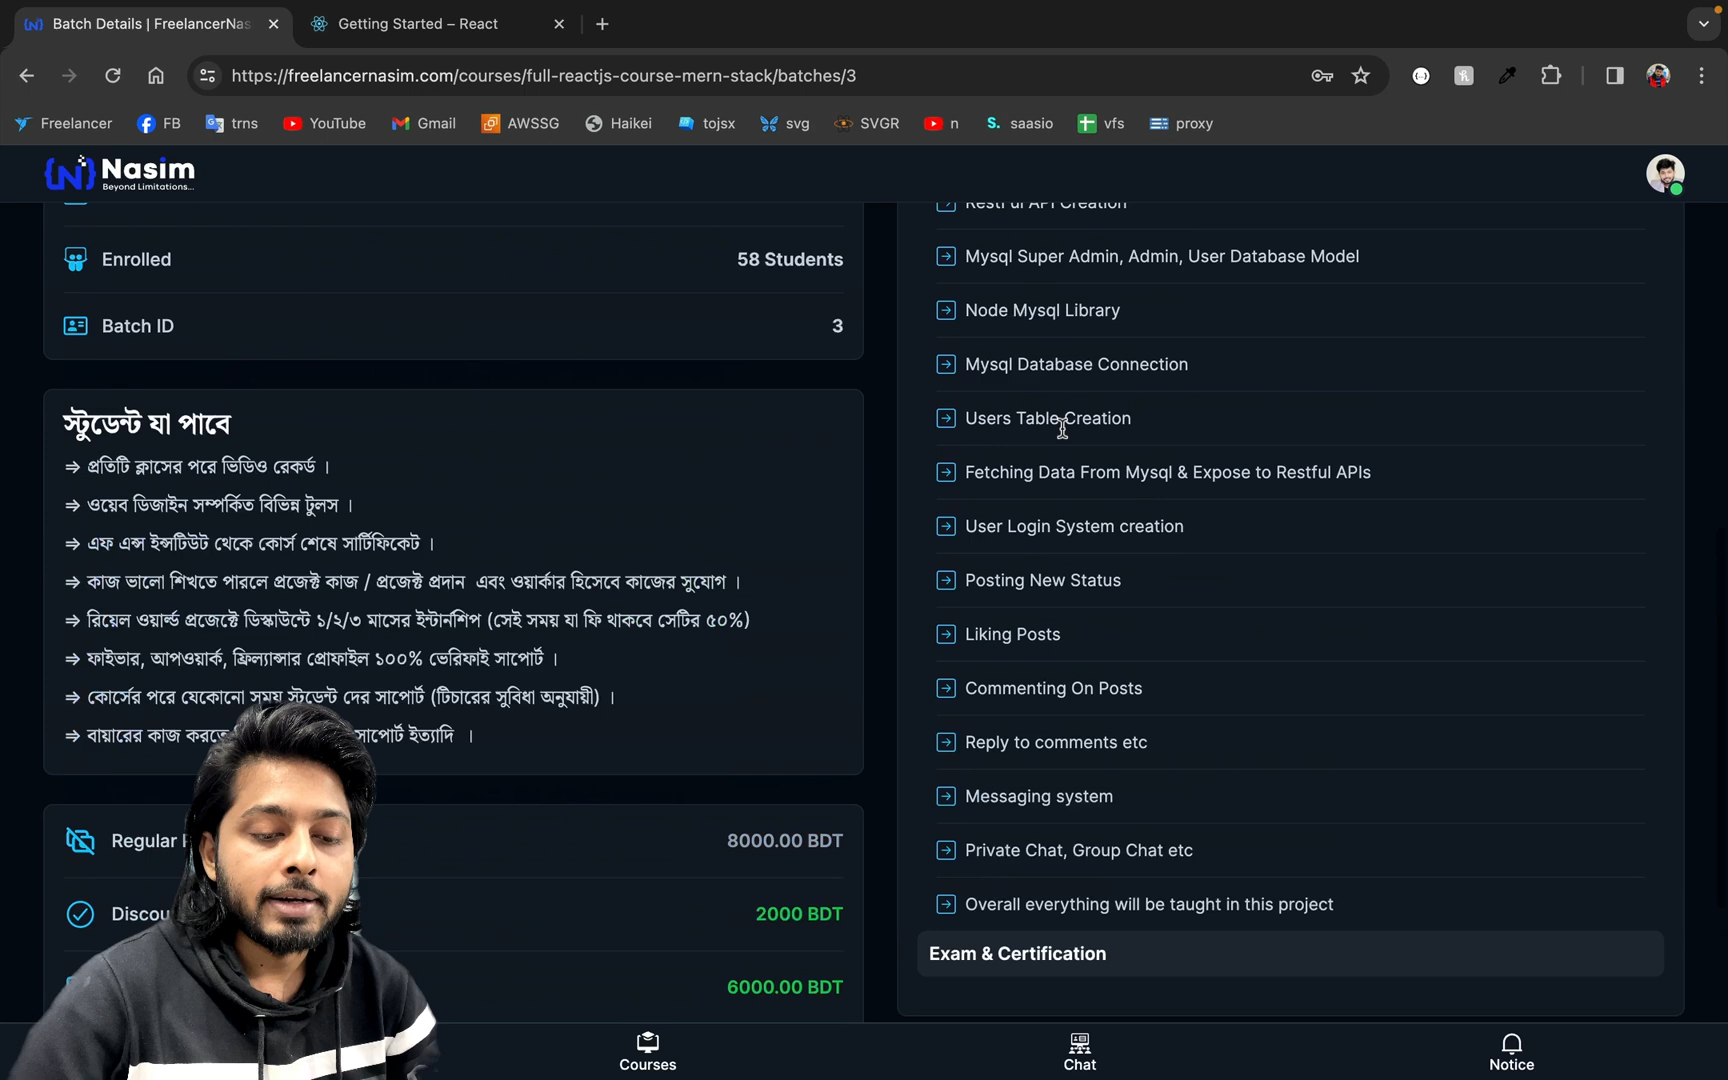 Batch Details | FreelancerNas
Getting Started – React
https://freelancernasim.com/courses/full-reactjs-course-mern-stack/batches/3
Freelancer
FB
trns
YouTube
Gmail
AWSSG
Haikei
tojsx
svg
SVGR
n
saasio
vfs
proxy
Nasim
Beyond Limitations...
Enrolled
58 Students
Batch ID
3
স্টুডেন্ট যা পাবে
⇒ প্রতিটি ক্লাসের পরে ভিডিও রেকর্ড ।
⇒ ওয়েব ডিজাইন সম্পর্কিত বিভিন্ন টুলস ।
⇒ এফ এন্স ইন্সটিউট থেকে কোর্স শেষে সার্টিফিকেট ।
⇒ কাজ ভালো শিখতে পারলে প্রজেক্ট কাজ / প্রজেক্ট প্রদান এবং ওয়ার্কার হিসেবে কাজের সুযোগ ।
⇒ রিয়েল ওয়ার্ল্ড প্রজেক্টে ডিস্কাউন্টে ১/২/৩ মাসের ইন্টার্নশিপ (সেই সময় যা ফি থাকবে সেটির ৫০%)
⇒ ফাইভার, আপওয়ার্ক, ফ্রিল্যান্সার প্রোফাইল ১০০% ভেরিফাই সাপোর্ট ।
⇒ কোর্সের পরে যেকোনো সময় স্টুডেন্ট দের সাপোর্ট (টিচারের সুবিধা অনুযায়ী) ।
⇒ বায়ারের কাজ করতে সাপোর্ট ইত্যাদি ।
Regular
8000.00 BDT
2000 BDT
6000.00 BDT
Restful API Creation
Mysql Super Admin, Admin, User Database Model
Node Mysql Library
Mysql Database Connection
Users Table Creation
Fetching Data From Mysql & Expose to Restful APIs
User Login System creation
Posting New Status
Liking Posts
Commenting On Posts
Reply to comments etc
Messaging system
Private Chat, Group Chat etc
Overall everything will be taught in this project
Exam & Certification
Courses
Chat
Notice